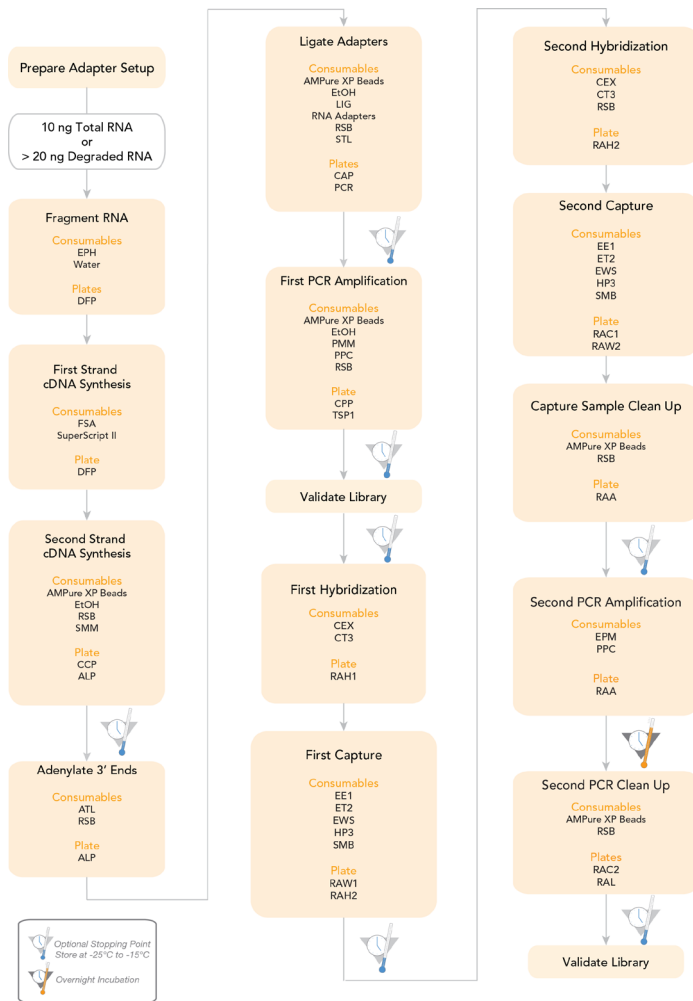 Prepare Adapter Setup
10 ng Total RNA
or
> 20 ng Degraded RNA
Fragment RNA
Consumables
EPH
Water
Plates
DFP
First Strand
cDNA Synthesis
Consumables
FSA
SuperScript II
Plate
DFP
Second Strand
cDNA Synthesis
Consumables
AMPure XP Beads
EtOH
RSB
SMM
Plate
CCP
ALP
Adenylate 3’ Ends
Consumables
ATL
RSB
Plate
ALP
Ligate Adapters
Consumables
AMPure XP Beads
EtOH
LIG
RNA Adapters
RSB
STL
Plates
CAP
PCR
First PCR Amplification
Consumables
AMPure XP Beads
EtOH
PMM
PPC
RSB
Plate
CPP
TSP1
Validate Library
First Hybridization
Consumables
CEX
CT3
Plate
RAH1
First Capture
Consumables
EE1
ET2
EWS
HP3
SMB
Plate
RAW1
RAH2
Second Hybridization
Consumables
CEX
CT3
RSB
Plate
RAH2
Second Capture
Consumables
EE1
ET2
EWS
HP3
SMB
Plate
RAC1
RAW2
Capture Sample Clean Up
Consumables
AMPure XP Beads
RSB
Plate
RAA
Second PCR Amplification
Consumables
EPM
PPC
Plate
RAA
Second PCR Clean Up
Consumables
AMPure XP Beads
RSB
Plates
RAC2
RAL
Validate Library
Optional Stopping Point
Store at -25°C to -15°C
Overnight Incubation